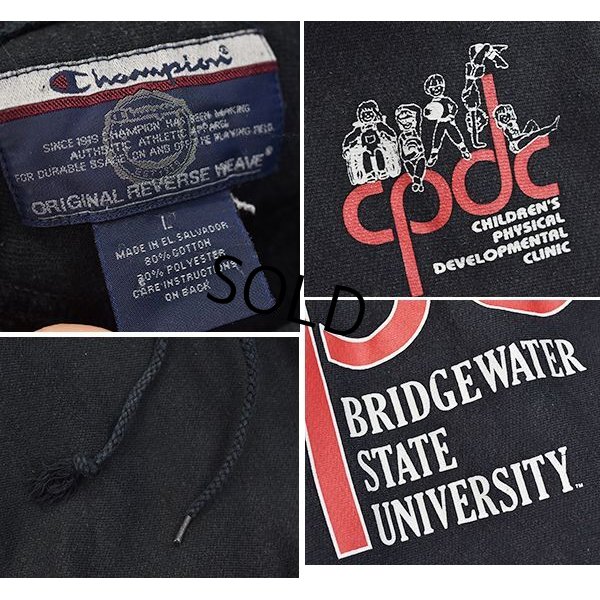 Champion
SINCE 1919 CHAMPION HAS BEEN MAKING
AUTHENTIC ATHLETIC APPAREL
FOR DURABLE USAGE ON AND OFF THE PLAYING FIELD.
ORIGINAL REVERSE WEAVE®
L
MADE IN EL SALVADOR
80% COTTON
20% POLYESTER
CARE INSTRUCTIONS
ON BACK
cpdc
CHILDREN'S
PHYSICAL
DEVELOPMENTAL
CLINIC
SOLD
BRIDGEWATER
STATE
UNIVERSITY.™